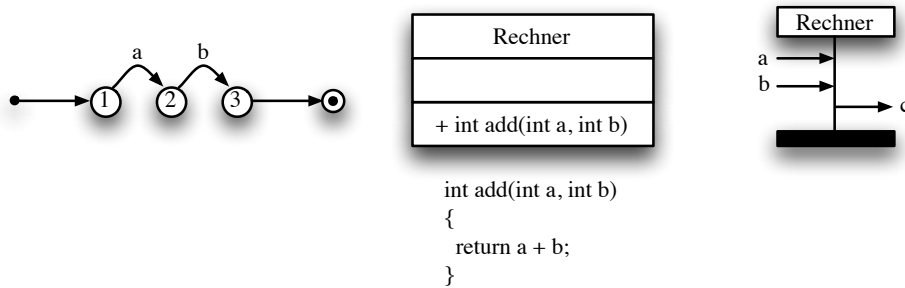 a b
1 2 3
Rechner
+ int add(int a, int b)
int add(int a, int b)
{
return a + b;
}
Rechner
a
b
c